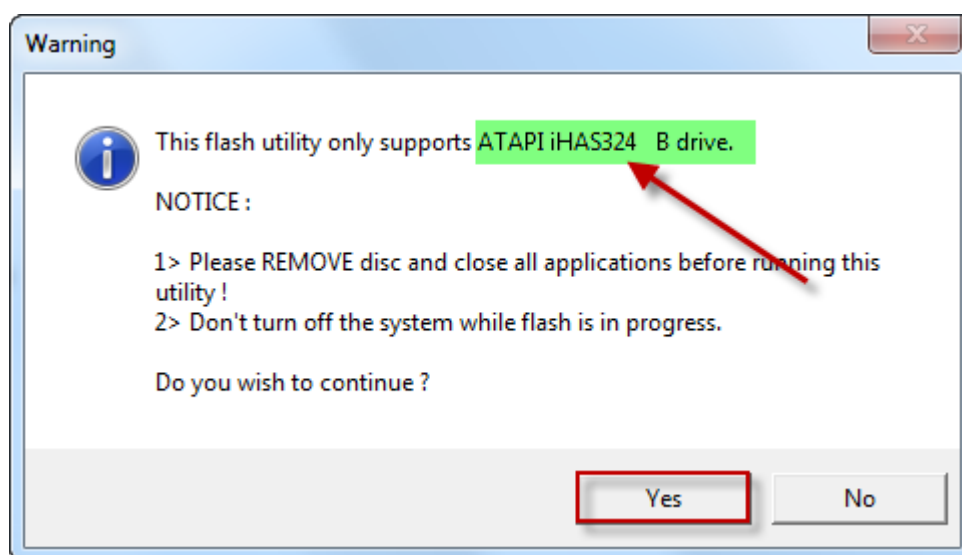 Warning
This flash utility only supports ATAPI iHAS324   B drive.
NOTICE :
1> Please REMOVE disc and close all applications before running this
utility !
2> Don't turn off the system while flash is in progress.
Do you wish to continue ?
Yes
No